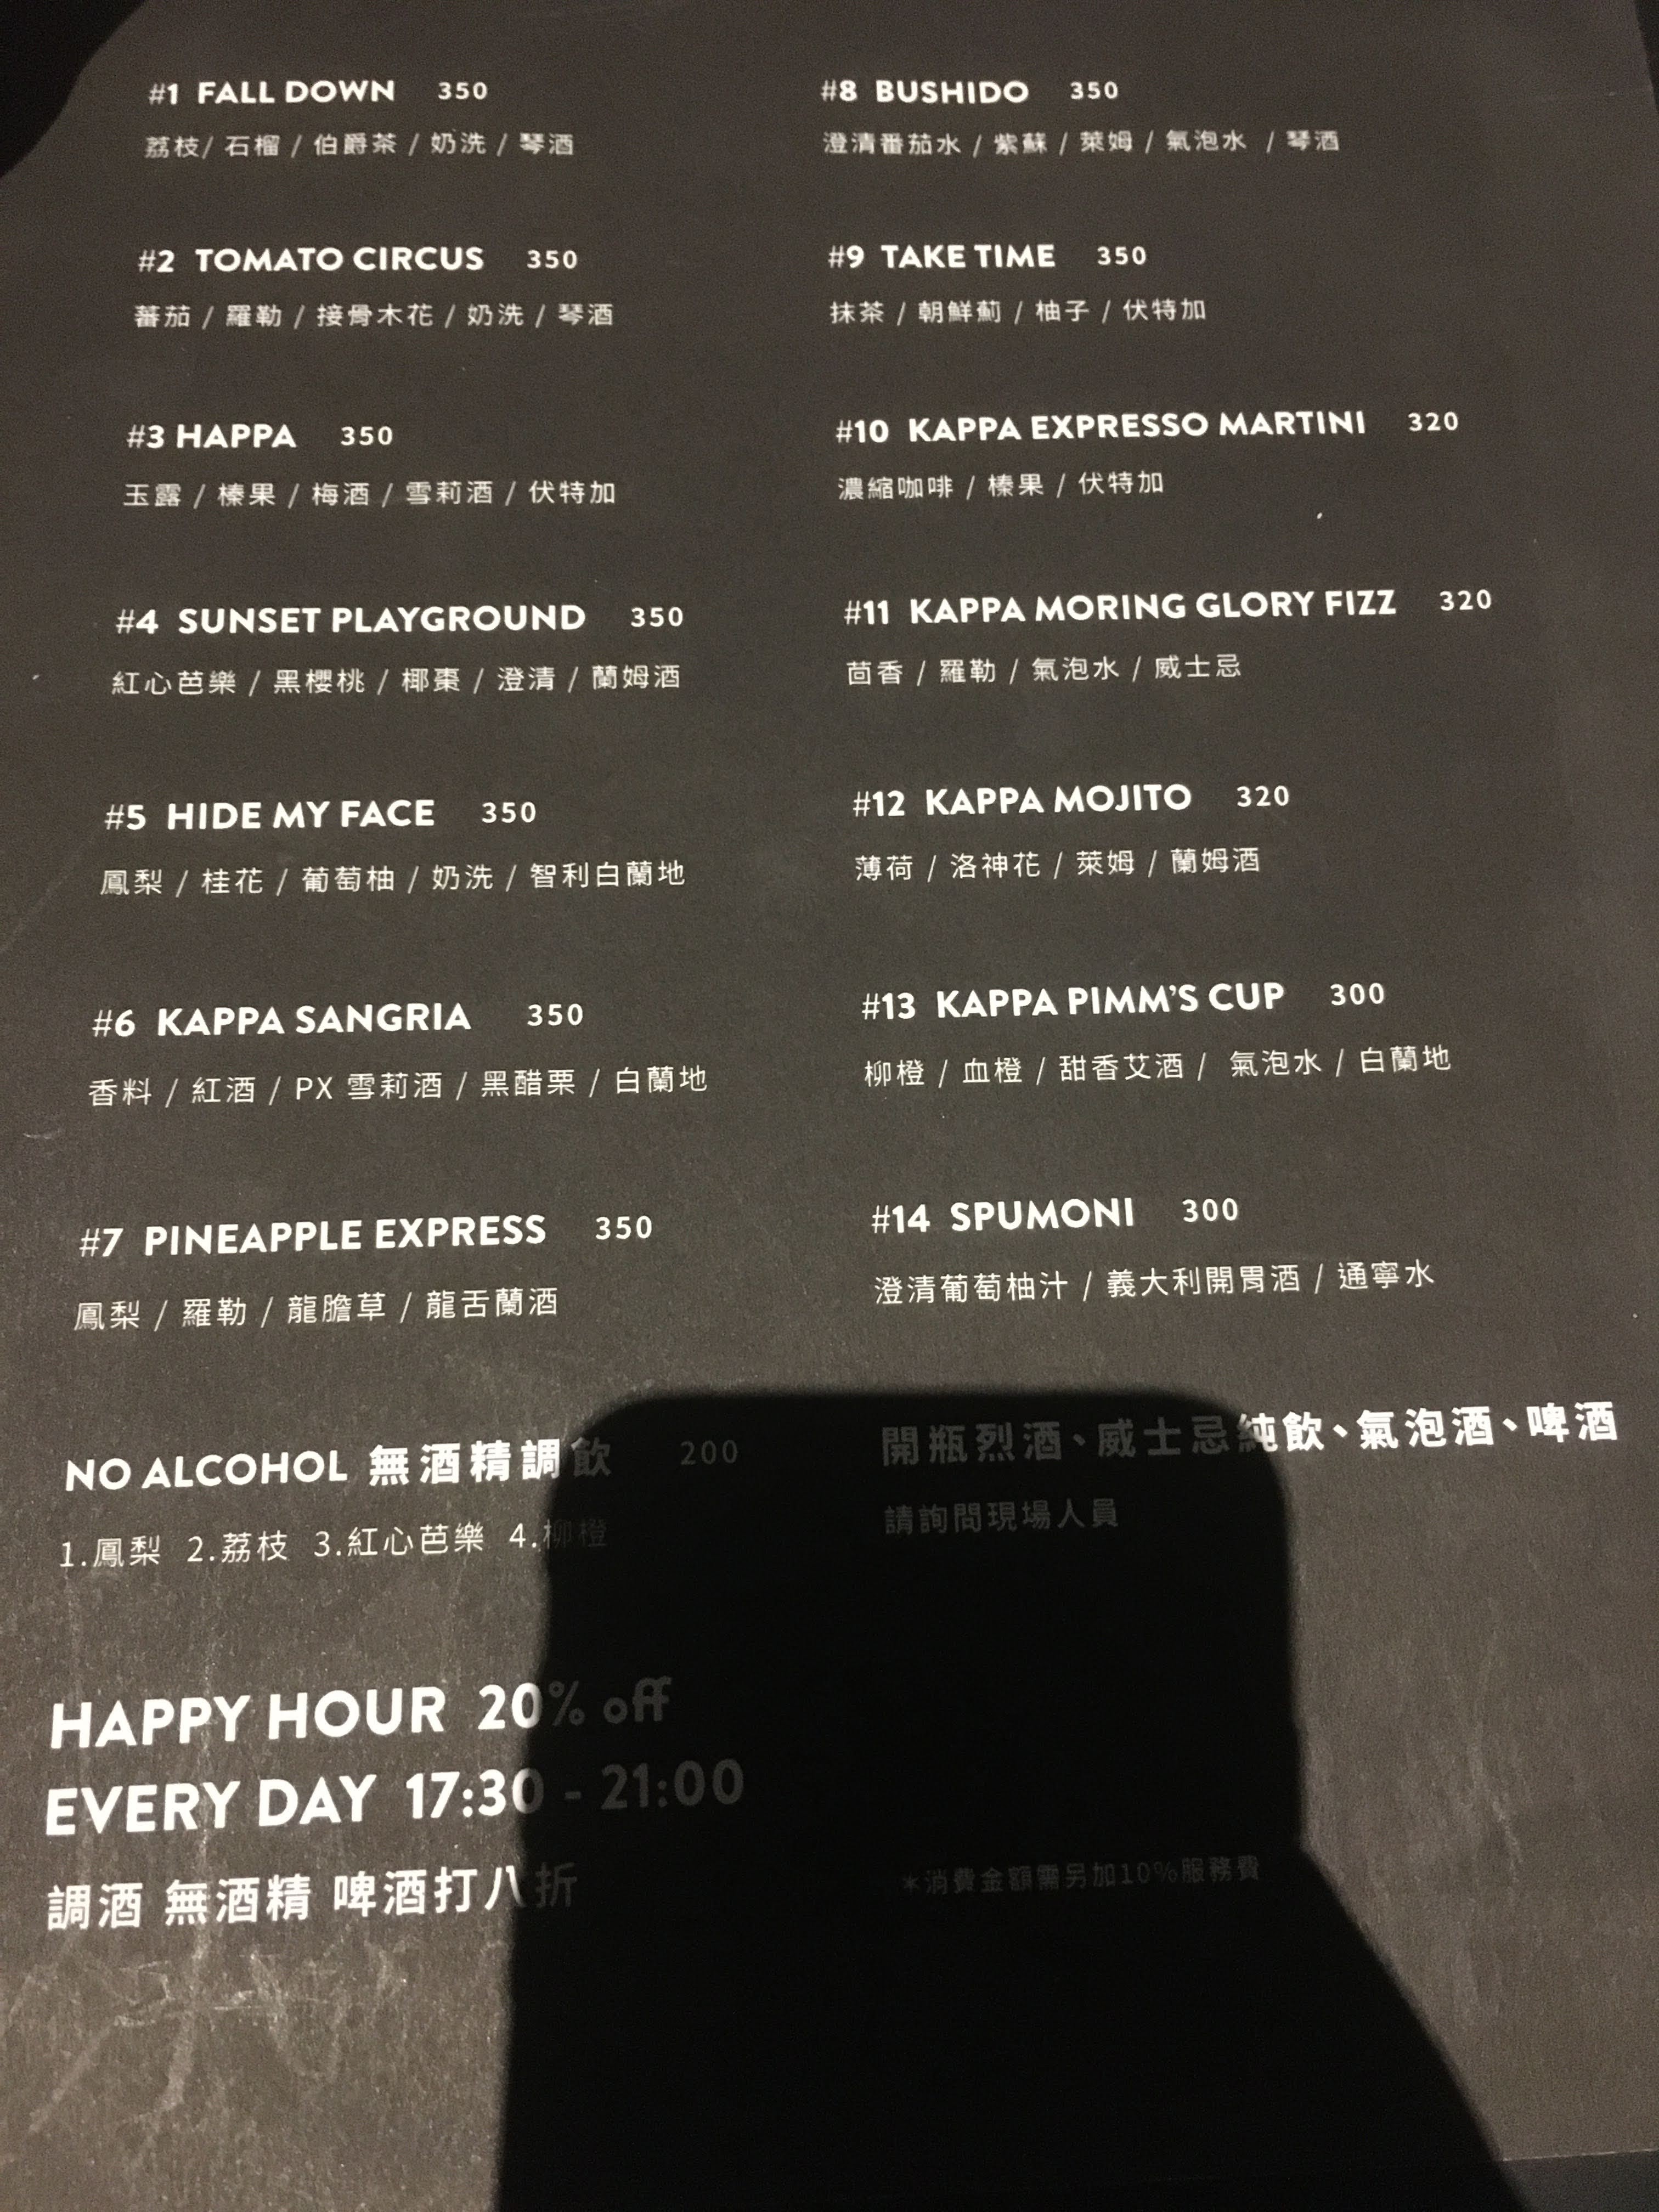 #1 FALL DOWN 350
荔枝/ 石榴 / 伯爵茶 / 奶洗 / 琴酒
#2 TOMATO CIRCUS 350
蕃茄 / 羅勒 / 接骨木花 / 奶洗 / 琴酒
#3 HAPPA 350
玉露 / 榛果 / 梅酒 / 雪莉酒 / 伏特加
#4 SUNSET PLAYGROUND 350
紅心芭樂 / 黑櫻桃 / 椰棗 / 澄清 / 蘭姆酒
#5 HIDE MY FACE 350
鳳梨 / 桂花 / 葡萄柚 / 奶洗 / 智利白蘭地
#6 KAPPA SANGRIA 350
香料 / 紅酒 / PX 雪莉酒 / 黑醋栗 / 白蘭地
#7 PINEAPPLE EXPRESS 350
鳳梨 / 羅勒 / 龍膽草 / 龍舌蘭酒
NO ALCOHOL 無酒精調飲 200
1.鳳梨 2.荔枝 3.紅心芭樂 4.柳橙
HAPPY HOUR 20% off
EVERY DAY 17:30 - 21:00
調酒 無酒精 啤酒打八折
#8 BUSHIDO 350
澄清番茄水 / 紫蘇 / 萊姆 / 氣泡水 / 琴酒
#9 TAKE TIME 350
抹茶 / 朝鮮薊 / 柚子 / 伏特加
#10 KAPPA EXPRESSO MARTINI 320
濃縮咖啡 / 榛果 / 伏特加
#11 KAPPA MORING GLORY FIZZ 320
茴香 / 羅勒 / 氣泡水 / 威士忌
#12 KAPPA MOJITO 320
薄荷 / 洛神花 / 萊姆 / 蘭姆酒
#13 KAPPA PIMM'S CUP 300
柳橙 / 血橙 / 甜香艾酒 / 氣泡水 / 白蘭地
#14 SPUMONI 300
澄清葡萄柚汁 / 義大利開胃酒 / 通寧水
開瓶烈酒、威士忌純飲、氣泡酒、啤酒
請詢問現場人員
*消費金額需另加10%服務費